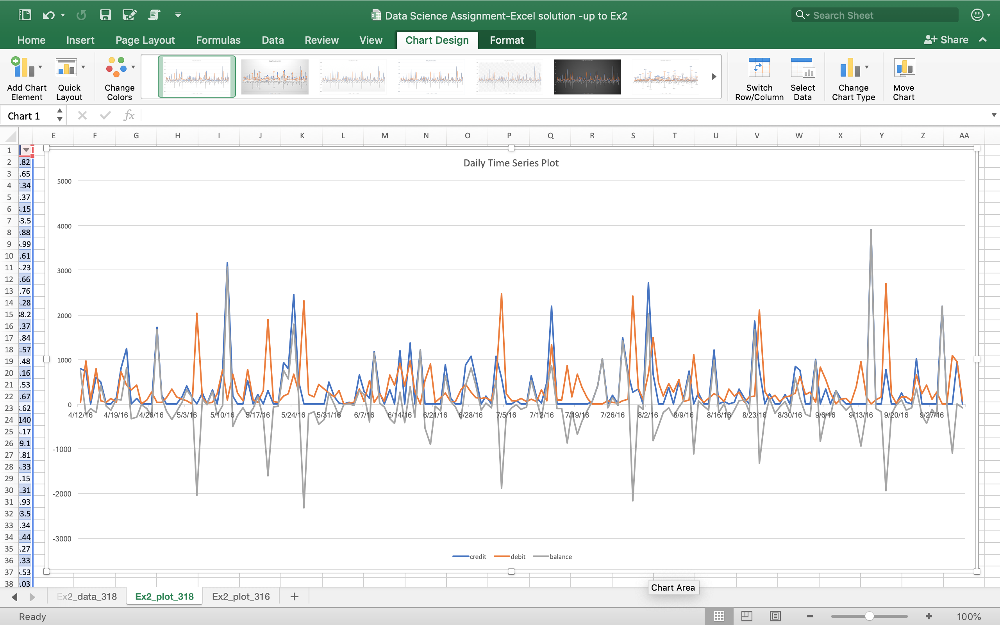 Data Science Assignment-Excel solution -up to Ex2
Search Sheet
Home Insert Page Layout Formulas Data Review View Chart Design Format Share
Add Chart Element
Quick Layout
Change Colors
Switch Row/Column
Select Data
Change Chart Type
Move Chart
Chart 1 fx
E F G H I J K L M N O P Q R S T U V W X Y Z AA
1
2 .82
3 .65
4 .34
5 .37
6 .15
7 43.5
8 .88
9 .99
10 .61
11 .23
12 .66
13 .76
14 .28
15 38.2
16 .37
17 .84
18 .57
19 .48
20 .16
21 .53
22 .67
23 .62
24 140
25 .17
26 99.1
27 .81
28 .33
29 .15
30 .31
31 .93
32 93.5
33 .34
34 .44
35 .27
36 .33
37 .53
38 .03
Daily Time Series Plot
5000
4000
3000
2000
1000
0
4/12/16 4/19/16 4/26/16 5/3/16 5/10/16 5/17/16 5/24/16 5/31/16 6/7/16 6/14/16 6/21/16 6/28/16 7/5/16 7/12/16 7/19/16 7/26/16 8/2/16 8/9/16 8/16/16 8/23/16 8/30/16 9/6/16 9/13/16 9/20/16 9/27/16
-1000
-2000
-3000
credit debit balance
Chart Area
Ex2_data_318 Ex2_plot_318 Ex2_plot_316 +
Ready 100%